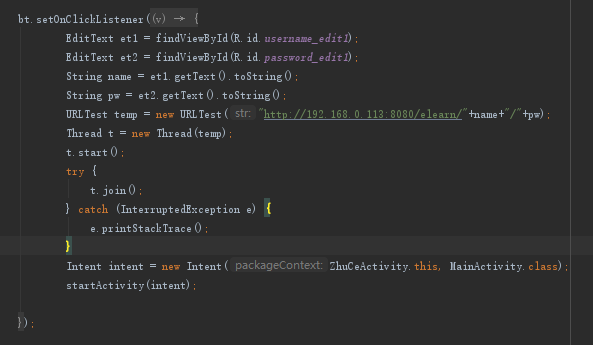 bt.setOnClickListener((v) → {
EditText et1 = findViewById(R.id.username_edit1);
EditText et2 = findViewById(R.id.password_edit1);
String name = et1.getText().toString();
String pw = et2.getText().toString();
URLTest temp = new URLTest( str: "http://192.168.0.113:8080/elearn/"+name+"/"+pw);
Thread t = new Thread(temp);
t.start();
try {
t.join();
} catch (InterruptedException e) {
e.printStackTrace();
}
Intent intent = new Intent( packageContext: ZhuCeActivity.this, MainActivity.class);
startActivity(intent);
});